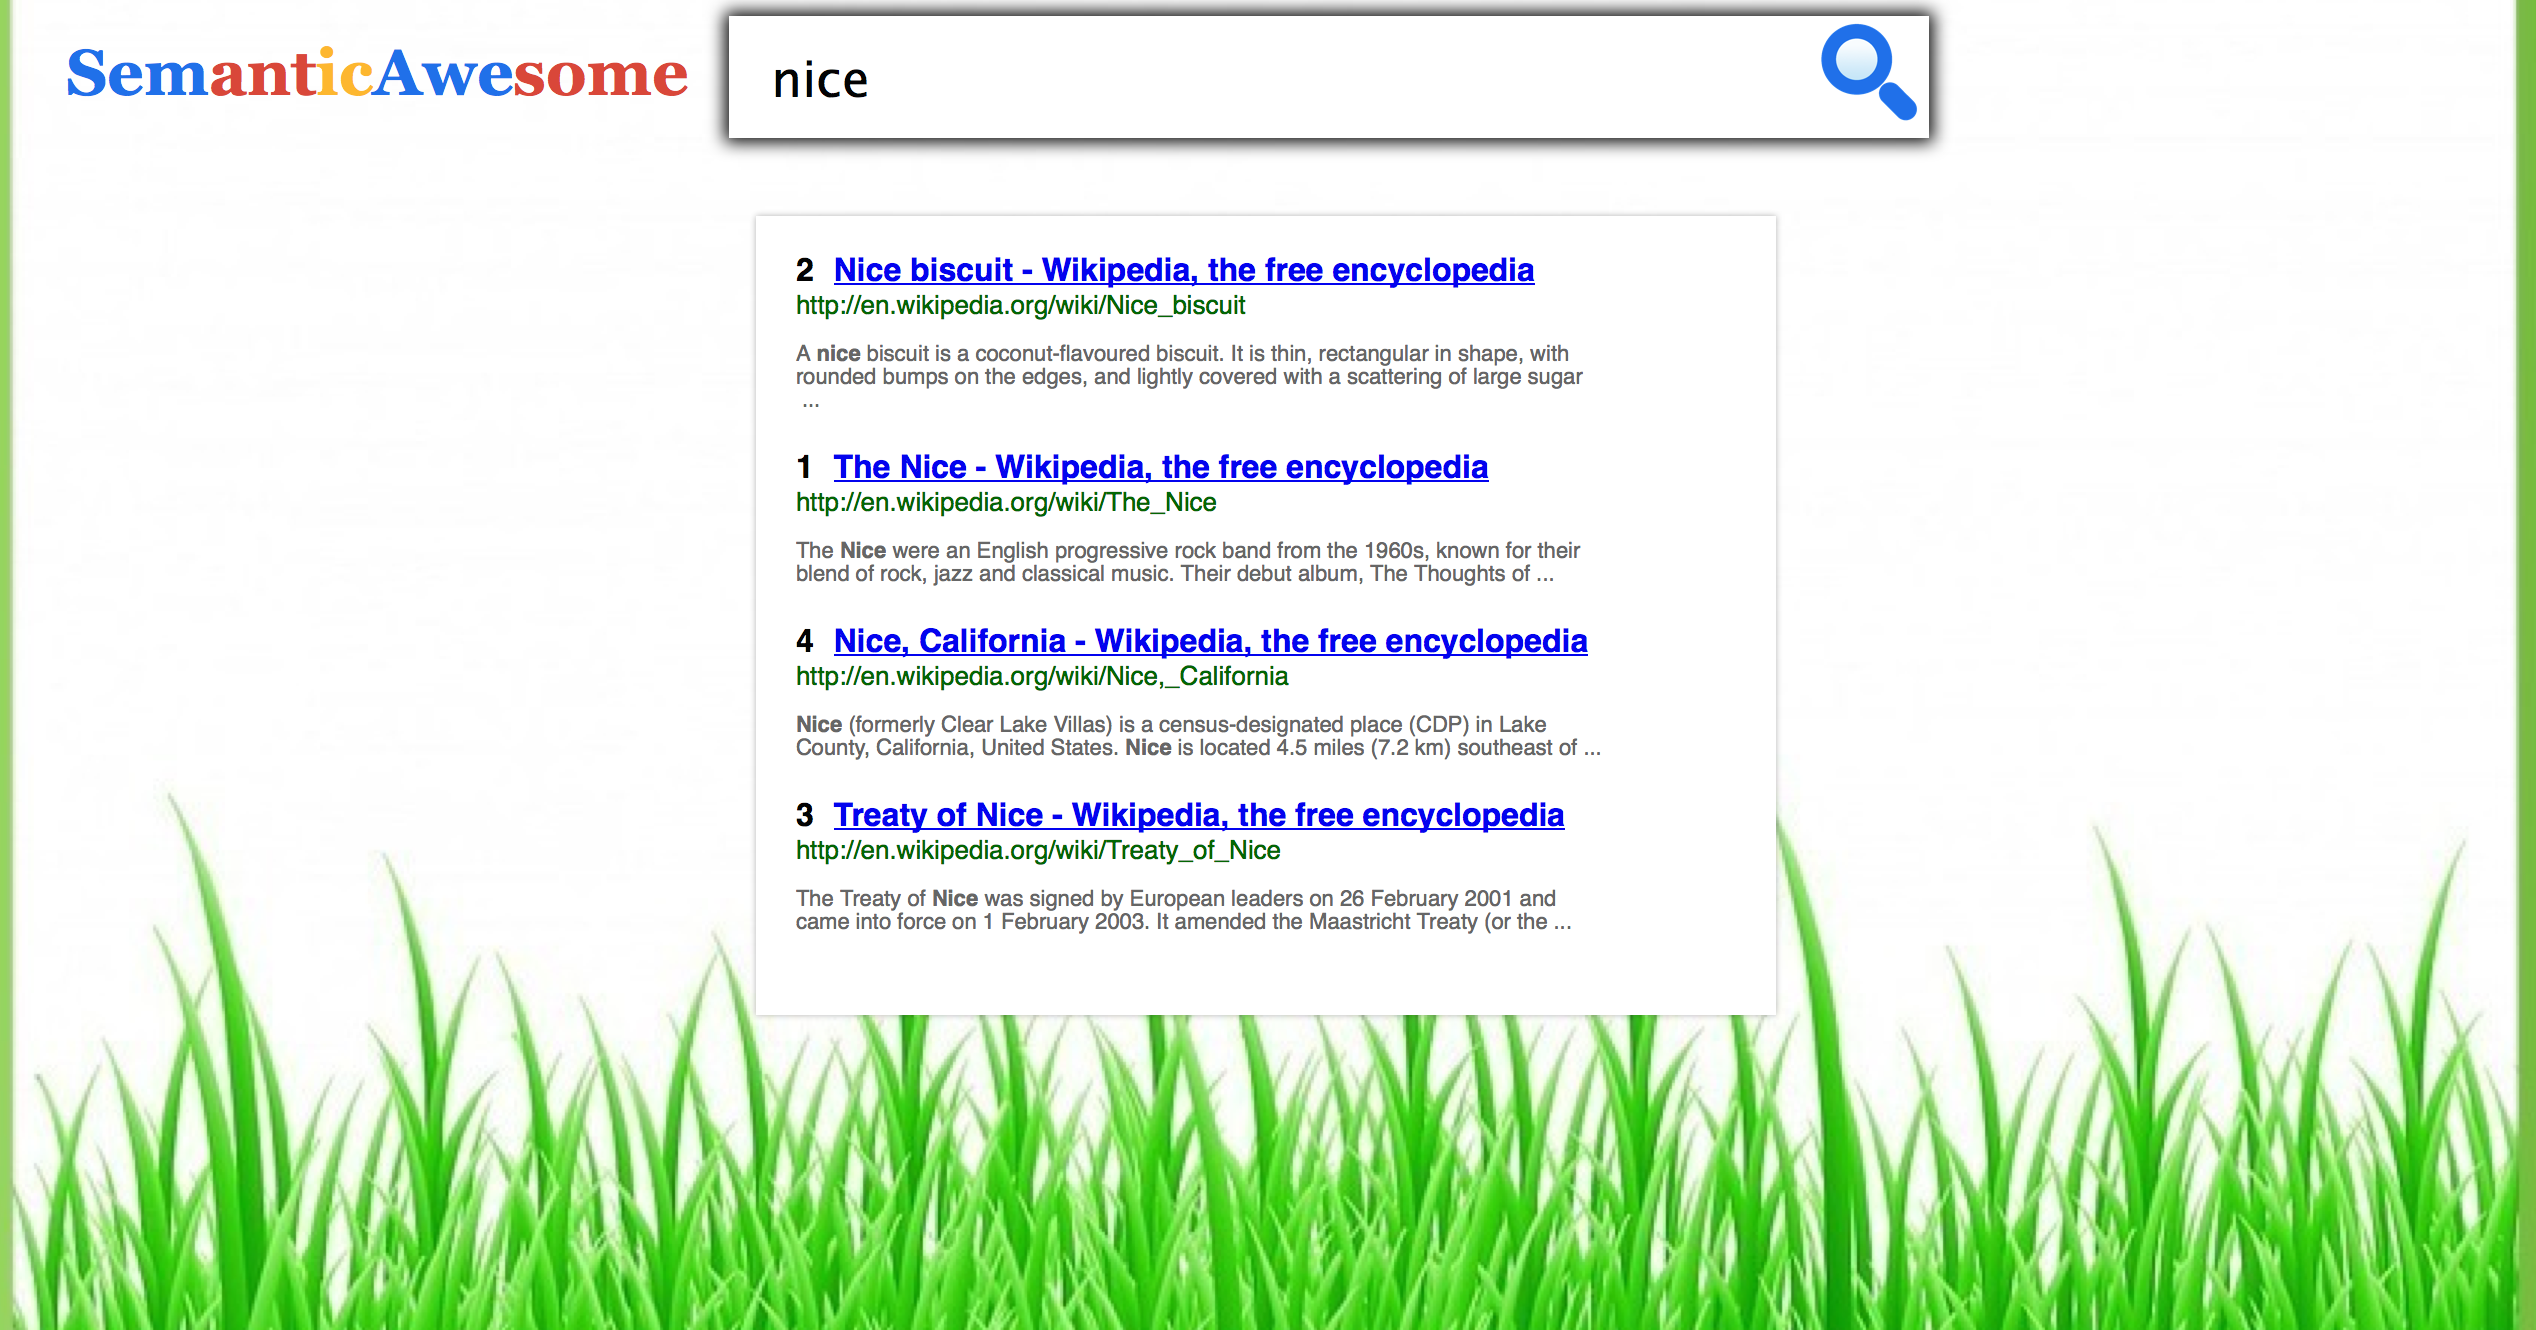 SemanticAwesome
nice
2 Nice biscuit - Wikipedia, the free encyclopedia
http://en.wikipedia.org/wiki/Nice_biscuit
A nice biscuit is a coconut-flavoured biscuit. It is thin, rectangular in shape, with
rounded bumps on the edges, and lightly covered with a scattering of large sugar
...
1 The Nice - Wikipedia, the free encyclopedia
http://en.wikipedia.org/wiki/The_Nice
The Nice were an English progressive rock band from the 1960s, known for their
blend of rock, jazz and classical music. Their debut album, The Thoughts of ...
4 Nice, California - Wikipedia, the free encyclopedia
http://en.wikipedia.org/wiki/Nice,_California
Nice (formerly Clear Lake Villas) is a census-designated place (CDP) in Lake
County, California, United States. Nice is located 4.5 miles (7.2 km) southeast of ...
3 Treaty of Nice - Wikipedia, the free encyclopedia
http://en.wikipedia.org/wiki/Treaty_of_Nice
The Treaty of Nice was signed by European leaders on 26 February 2001 and
came into force on 1 February 2003. It amended the Maastricht Treaty (or the ...